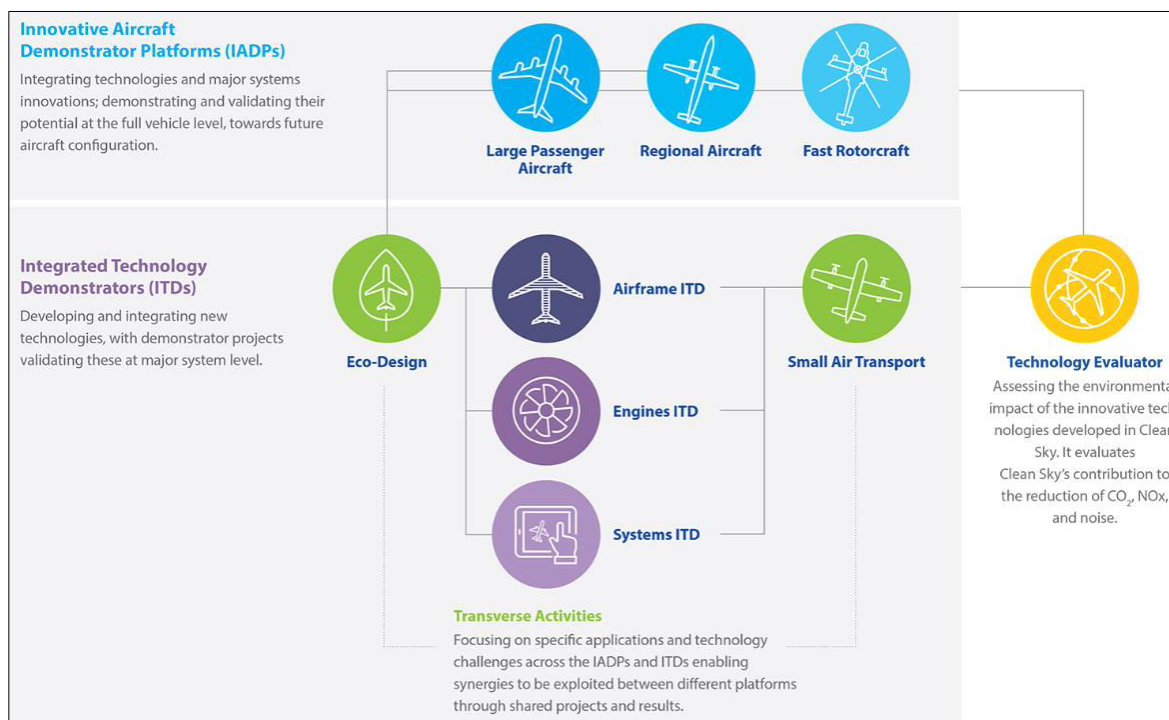 Innovative Aircraft
Demonstrator Platforms (IADPs)
Integrating technologies and major systems
innovations; demonstrating and validating their
potential at the full vehicle level, towards future
aircraft configuration.
Large Passenger
Aircraft
Regional Aircraft
Fast Rotorcraft
Integrated Technology
Demonstrators (ITDs)
Developing and integrating new
technologies, with demonstrator projects
validating these at major system level.
Eco-Design
Airframe ITD
Engines ITD
Systems ITD
Small Air Transport
Technology Evaluator
Assessing the environmenta
impact of the innovative tech
nologies developed in Clean
Sky. It evaluates
Clean Sky's contribution to
the reduction of CO2, NOx,
and noise.
Transverse Activities
Focusing on specific applications and technology
challenges across the IADPs and ITDs enabling
synergies to be exploited between different platforms
through shared projects and results.